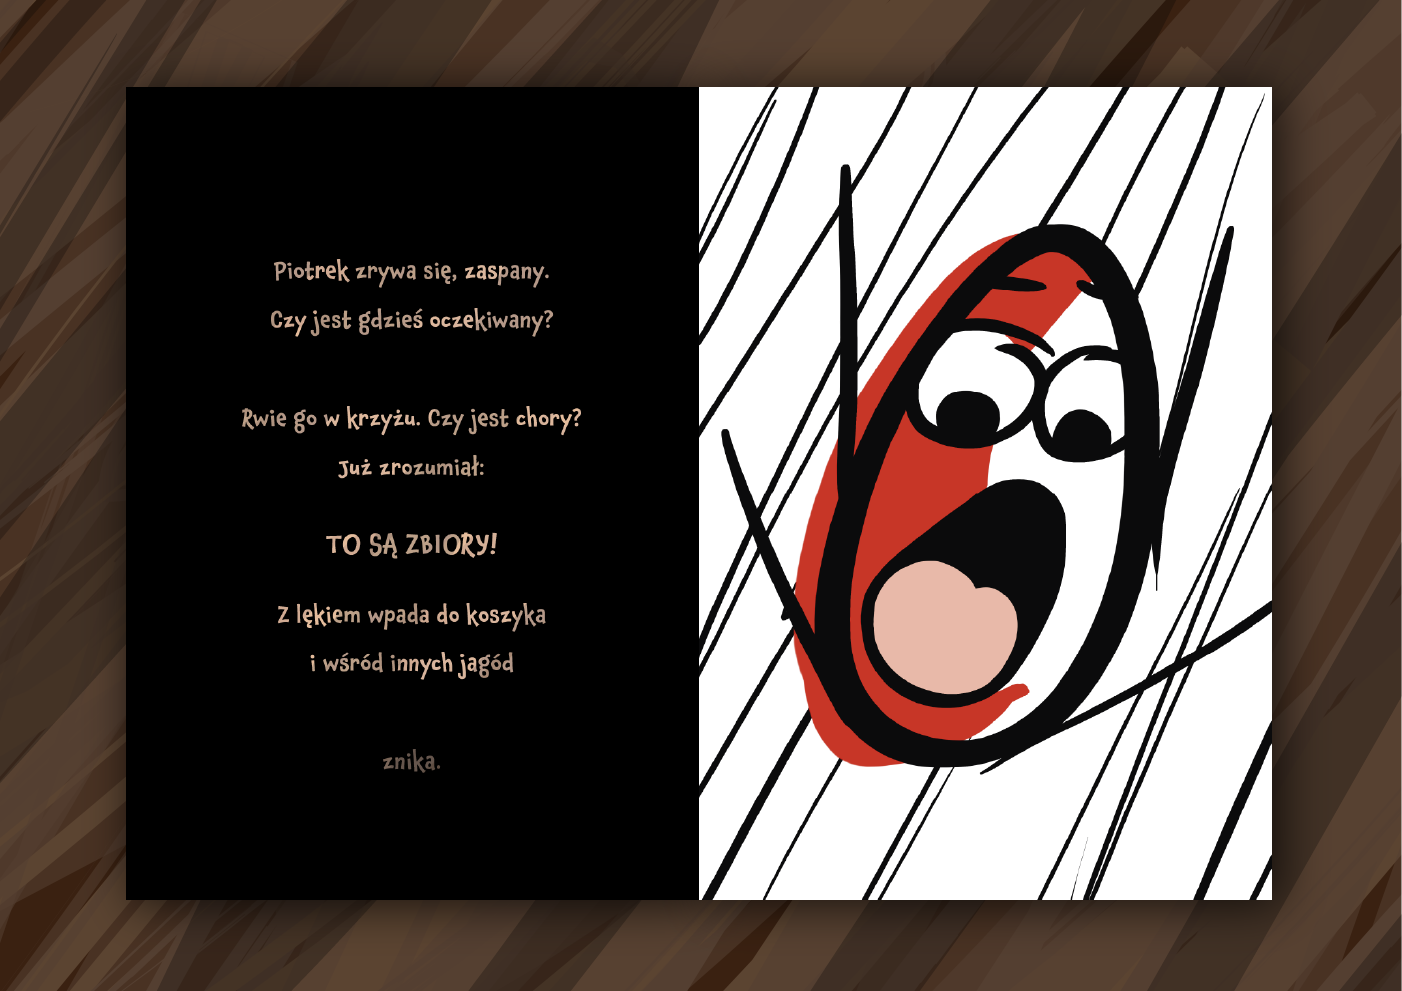 Piotrek zrywa się, zaspany.
Czy jest gdzieś oczekiwany?
Rwie go w krzyżu. Czy jest chory?
Już zrozumiał:
TO SĄ ZBIORY!
Z lękiem wpada do koszyka
i wśród innych jagód
znika.